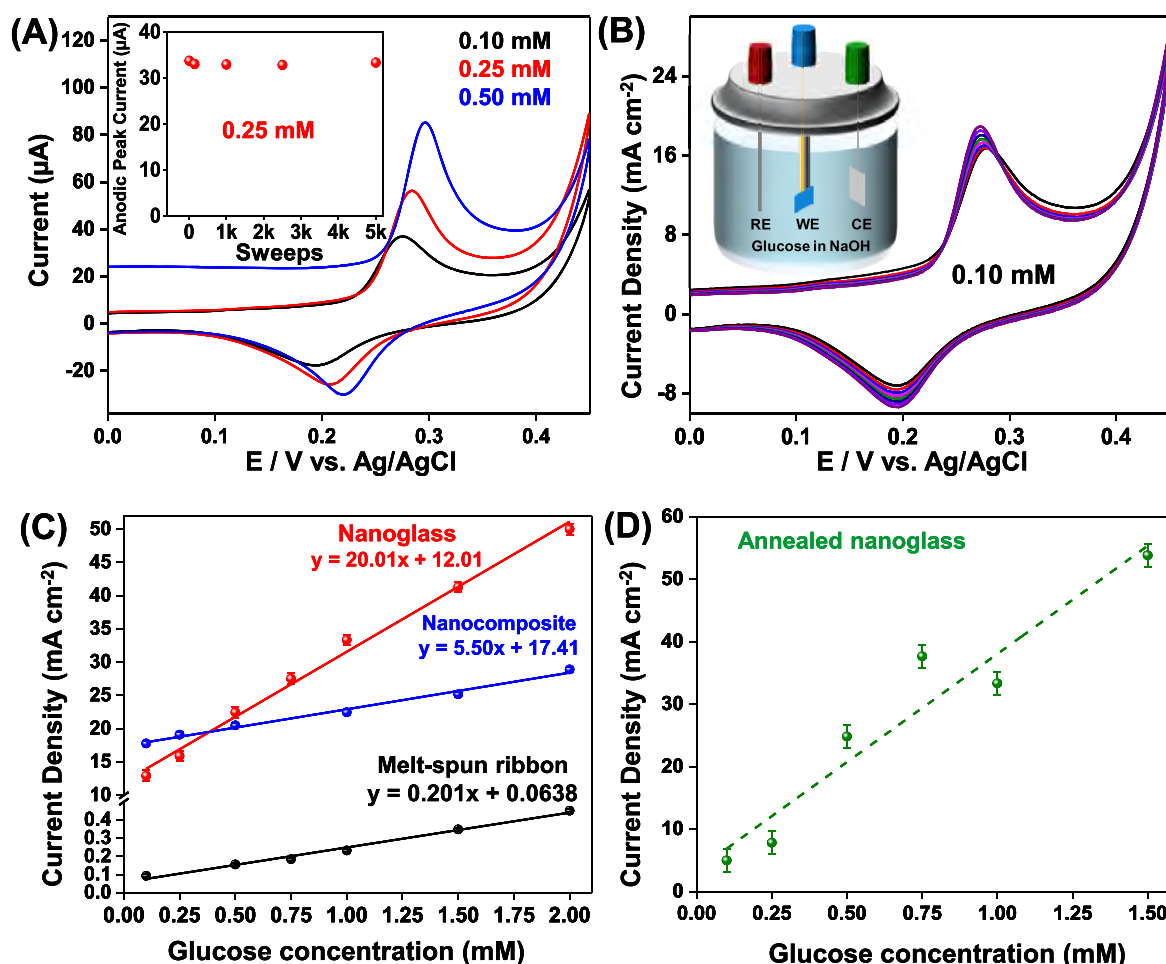 (A)
120
100
80
60
40
20
0
-20
Current (µA)
0.0
0.1
0.2
0.3
0.4
E / V vs. Ag/AgCl
0.10 mM
0.25 mM
0.50 mM
Anodic Peak Current (µA)
40
30
20
10
0
0.25 mM
0
1k
2k
3k
4k
5k
Sweeps
(B)
Current Density (mA cm-2)
24
16
8
0
-8
0.0
0.1
0.2
0.3
0.4
E / V vs. Ag/AgCl
RE
WE
CE
Glucose in NaOH
0.10 mM
(C)
Current Density (mA cm-2)
50
45
40
35
30
25
20
15
10
0.4
0.3
0.2
0.1
0.0
Nanoglass
y = 20.01x + 12.01
Nanocomposite
y = 5.50x + 17.41
Melt-spun ribbon
y = 0.201x + 0.0638
0.00
0.25
0.50
0.75
1.00
1.25
1.50
1.75
2.00
Glucose concentration (mM)
(D)
Current Density (mA cm-2)
60
50
40
30
20
10
0
Annealed nanoglass
0.00
0.25
0.50
0.75
1.00
1.25
1.50
Glucose concentration (mM)